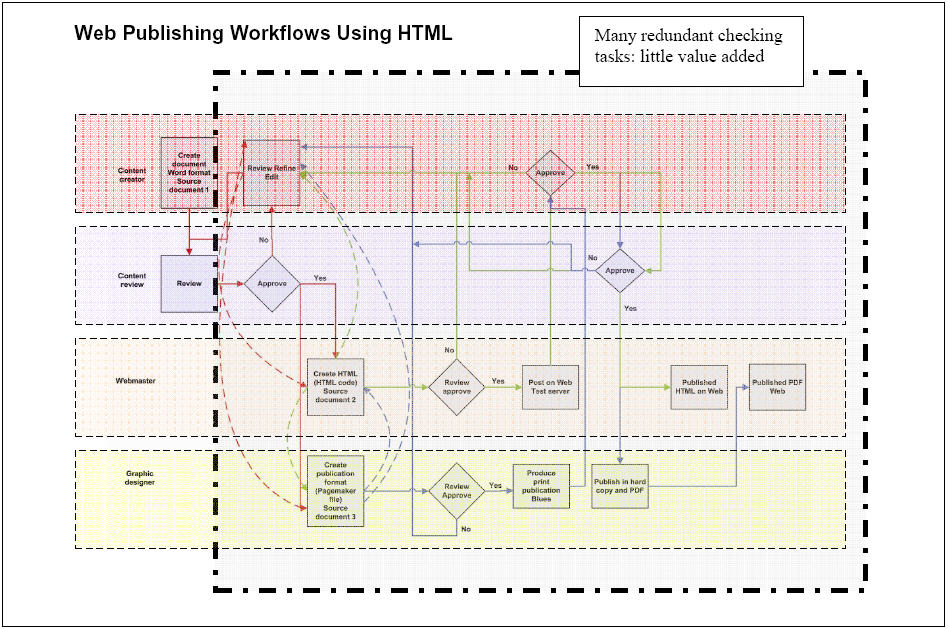 Web Publishing Workflows Using HTML
Many redundant checking
tasks: little value added
Content
creator
Create
document
Word format
Source
document 1
Review Refine
Edit
No
Approve
Yes
Content
review
Review
No
Approve
Yes
No
Approve
Yes
Webmaster
Create HTML
(HTML code)
Source
document 2
No
Review
approve
Yes
Post on Web
Test server
Published
HTML on Web
Published PDF
Web
Graphic
designer
Create
publication
format
(Pagemaker
file)
Source
document 3
Review
Approve
Yes
No
Produce
print
publication
Blues
Publish in hard
copy and PDF